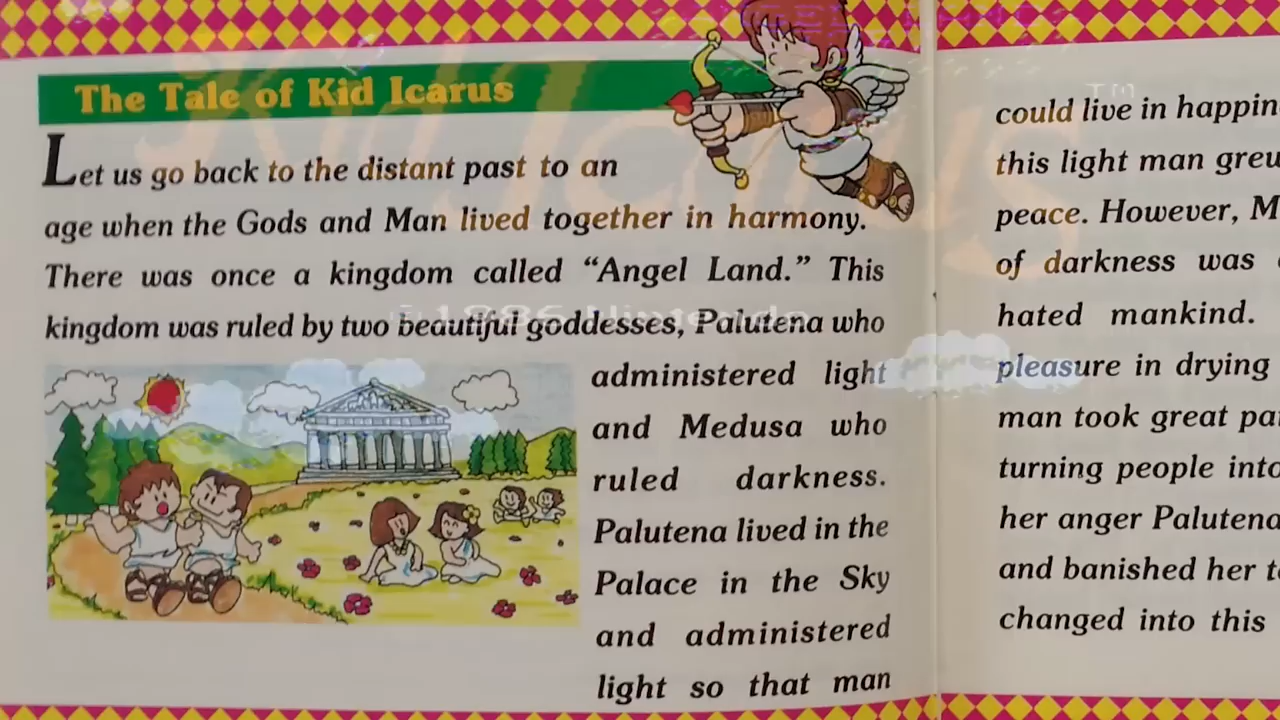 The Tale of Kid Icarus
Let us go back to the distant past to an
age when the Gods and Man lived together in harmony.
There was once a kingdom called “Angel Land.” This
kingdom was ruled by two beautiful goddesses, Palutena who
administered light
and Medusa who
ruled darkness.
Palutena lived in the
Palace in the Sky
and administered
light so that man
could live in happin
this light man grew
peace. However, M
of darkness was
hated mankind.
pleasure in drying
man took great pa
turning people into
her anger Palutena
and banished her t
changed into this
Kid Icarus
TM
1986 Nintendo